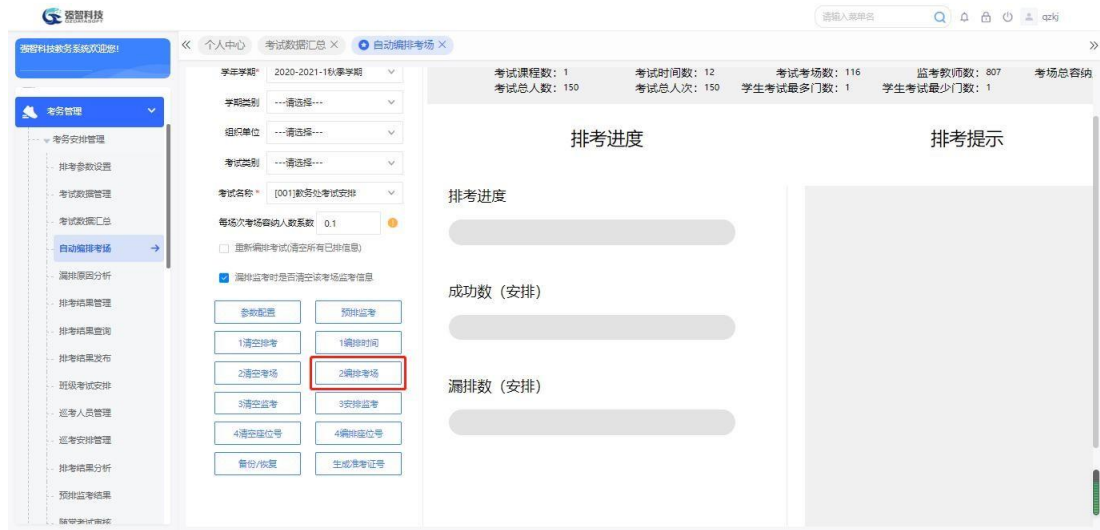 强智科技
QZDATASOFT
请输入菜单名
qzkj
强智科技教务系统欢迎您!
个人中心 考试数据汇总 × 自动编排考场 ×
考务管理
考务安排管理
排考参数设置
考试数据管理
考试数据汇总
自动编排考场
漏排原因分析
排考结果管理
排考结果查询
排考结果发布
班级考试安排
巡考人员管理
巡考安排管理
排考结果分析
预排监考结果
随堂考试审核
学年学期* 2020-2021-1秋季学期
学期类别 ---请选择---
组织单位 ---请选择---
考试类别 ---请选择---
考试名称* [001]教务处考试安排
每场次考场容纳人数系数 0.1
重新编排考试(清空所有已排信息)
漏排监考时是否清空该考场监考信息
参数配置 预排监考
1清空排考 1编排时间
2清空考场 2编排考场
3清空监考 3安排监考
4清空座位号 4编排座位号
备份/恢复 生成准考证号
考试课程数: 1 考试时间数: 12 考试考场数: 116 监考教师数: 807 考场总容纳
考试总人数: 150 考试总人次: 150 学生考试最多门数: 1 学生考试最少门数: 1
排考进度 排考提示
排考进度
成功数（安排）
漏排数（安排）